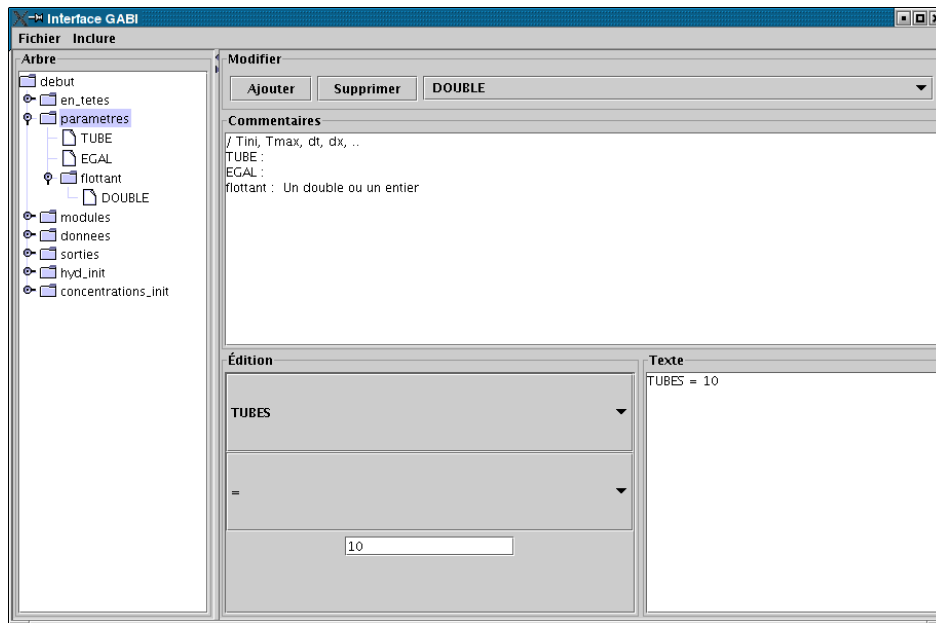 Interface GABI
Fichier Inclure
Arbre
debut
en_tetes
parametres
TUBE
EGAL
flottant
DOUBLE
modules
donnees
sorties
hyd_init
concentrations_init
Modifier
Ajouter Supprimer DOUBLE
Commentaires
/ Tini, Tmax, dt, dx, ..
TUBE :
EGAL :
flottant : Un double ou un entier
Édition
TUBES
=
10
Texte
TUBES = 10